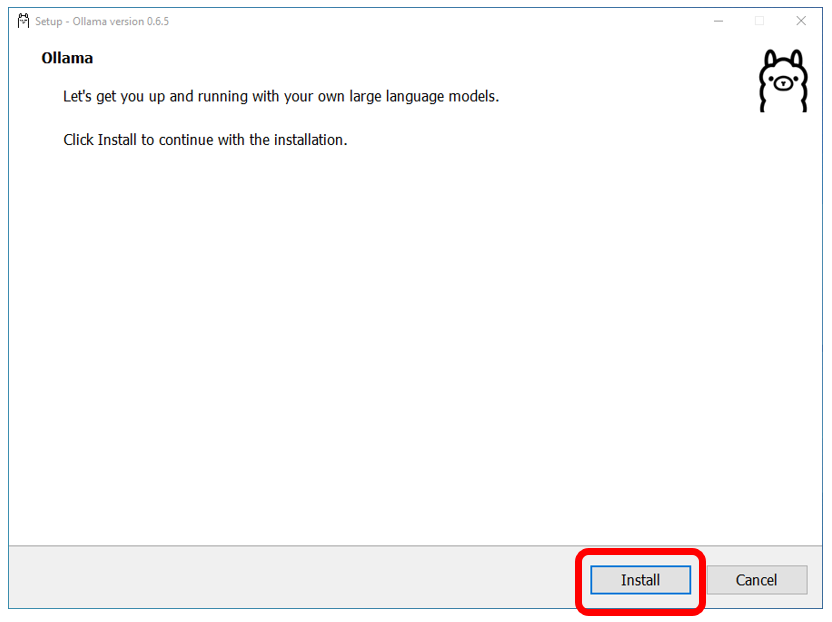 Setup - Ollama version 0.6.5
Ollama
Let's get you up and running with your own large language models.
Click Install to continue with the installation.
Install
Cancel